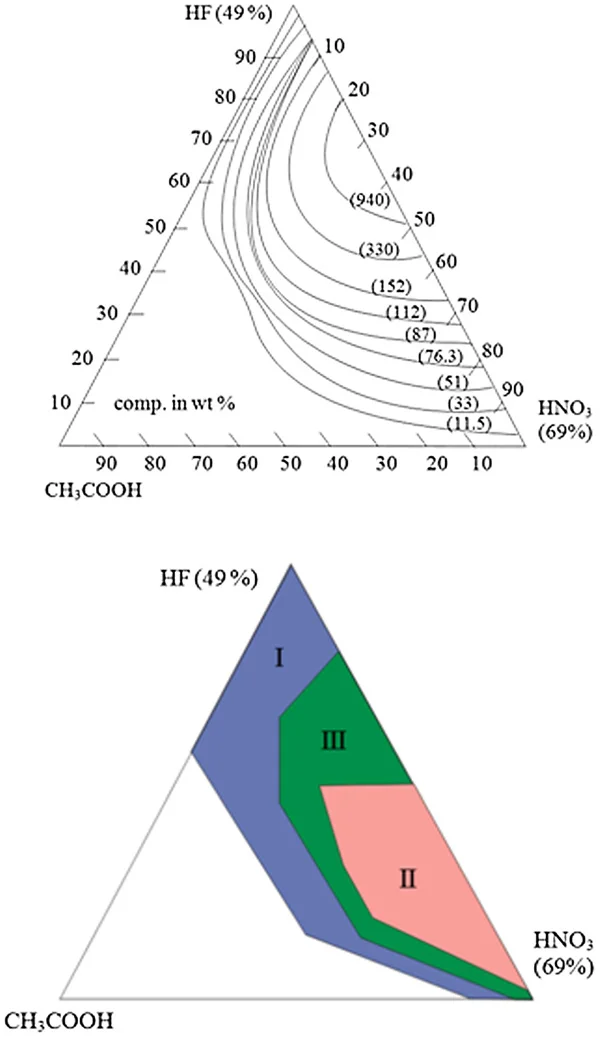 HF (49 %)
10
90
20
80
30
70
40
60
(940)
50
50
(330)
60
40
(152)
70
(112)
30
(87)
80
(76.3)
20
(51)
90
(33)
10
comp. in wt %
(11.5)
HNO₃
(69%)
90 80 70 60 50 40 30 20 10
CH₃COOH
HF (49 %)
I
III
II
HNO₃
(69%)
CH₃COOH